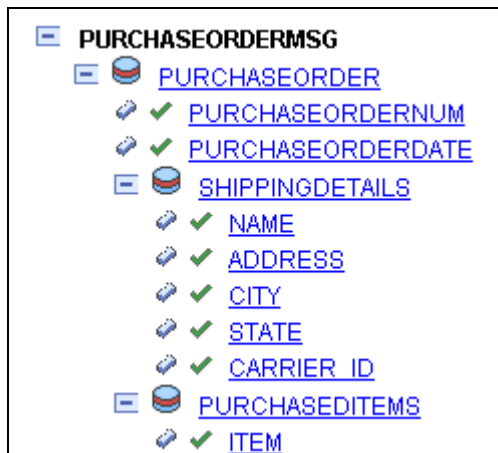 PURCHASEORDERMSG
PURCHASEORDER
PURCHASEORDERNUM
PURCHASEORDERDATE
SHIPPINGDETAILS
NAME
ADDRESS
CITY
STATE
CARRIER_ID
PURCHASEDITEMS
ITEM